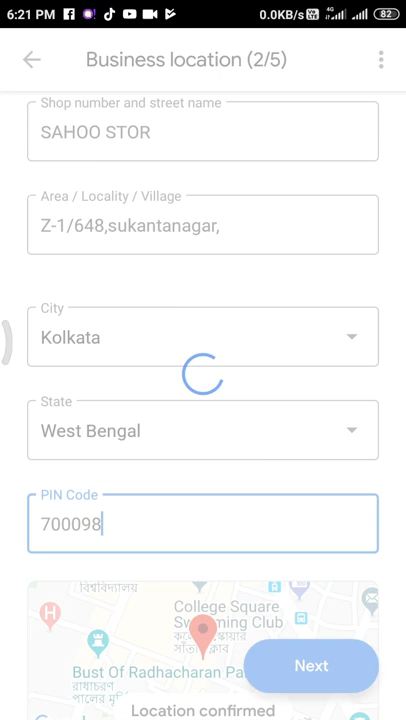 6:21 PM
0.0KB/s
4G
82
Business location (2/5)
Shop number and street name
SAHOO STOR
Area / Locality / Village
Z-1/648,sukantanagar,
City
Kolkata
State
West Bengal
PIN Code
700098
বিশ্ববিদ্যালয়
College Square
Swimming Club
Bust Of Radhacharan Pa
রাধাচরণ
Next
Location confirmed